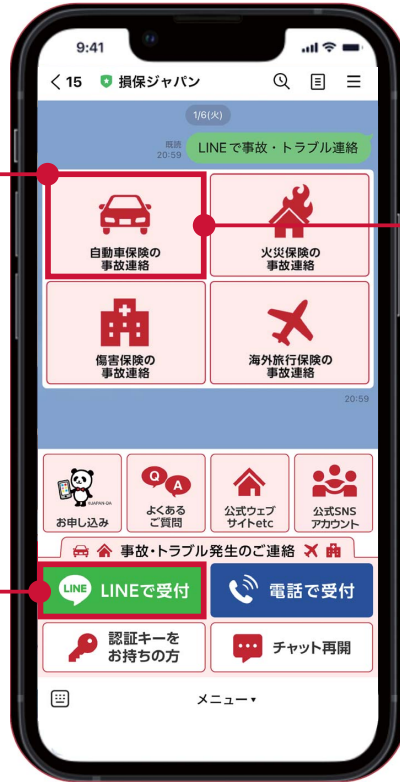 9:41
15 損保ジャパン
1/6(火)
既読
20:59
LINEで事故・トラブル連絡
自動車保険の
事故連絡
火災保険の
事故連絡
傷害保険の
事故連絡
海外旅行保険の
事故連絡
20:59
お申し込み
Q A
よくある
ご質問
公式ウェブ
サイトetc
公式SNS
アカウント
事故・トラブル発生のご連絡
LINE LINEで受付
電話で受付
認証キーを
お持ちの方
チャット再開
メニュー▼